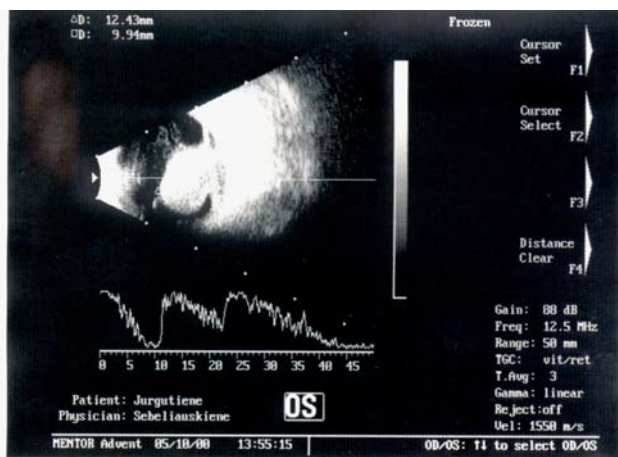 △D: 12.43mm
□D: 9.94mm
Frozen
Cursor
Set
F1
Cursor
Select
F2
F3
Distance
Clear
F4
0 5 10 15 20 25 30 35 40 45
Gain: 88 dB
Freq: 12.5 MHz
Range: 50 mm
TGC: vit/ret
T.Avg: 3
Gamma: linear
Reject:off
Vel: 1550 m/s
Patient: Jurgutiene
Physician: Sebeliauskiene
OS
MENTOR Advent 05/10/00 13:55:15 OD/OS: ↑↓ to select OD/OS